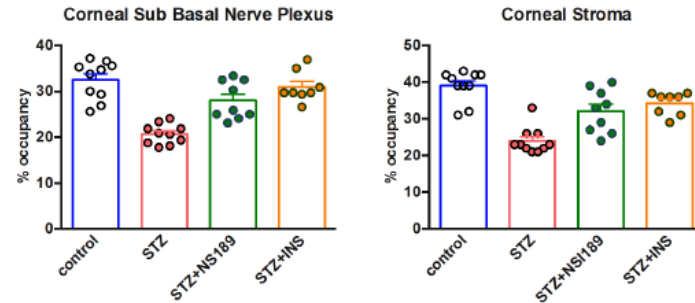 Corneal Sub Basal Nerve Plexus
% occupancy
40
30
20
10
0
control
STZ
STZ+NS189
STZ+INS
Corneal Stroma
% occupancy
50
40
30
20
10
0
control
STZ
STZ+NSI189
STZ+INS